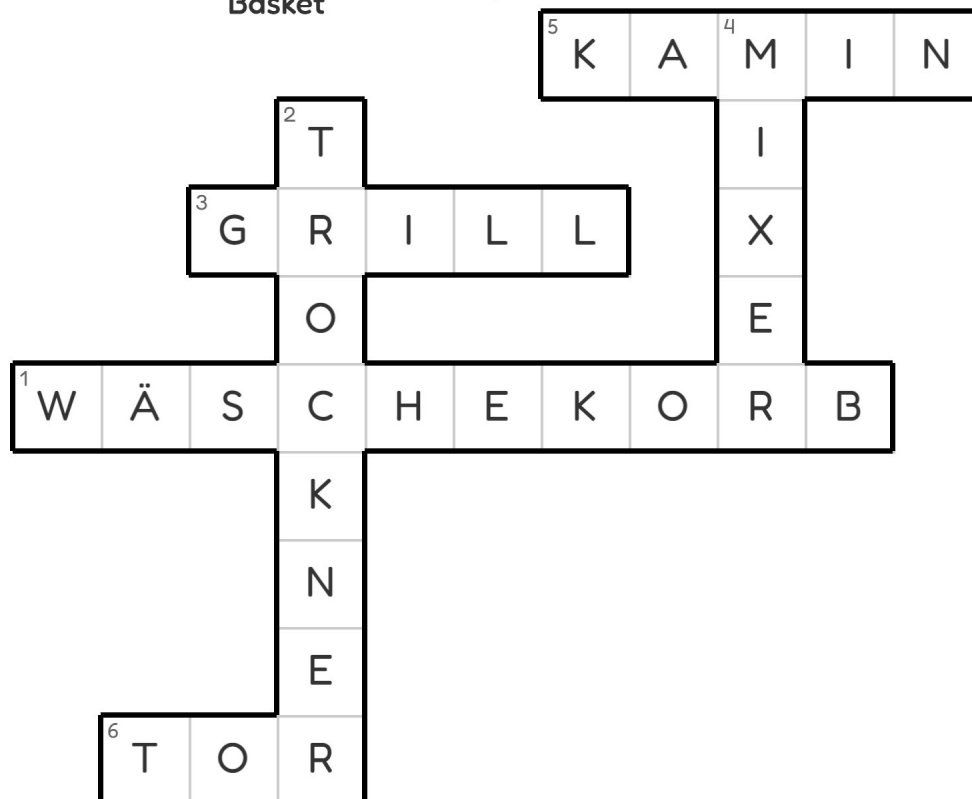 Basket
5 K A 4 M I N
2 T I
3 G R I L L X
O E
1 W Ä S C H E K O R B
K
N
E
6 T O R